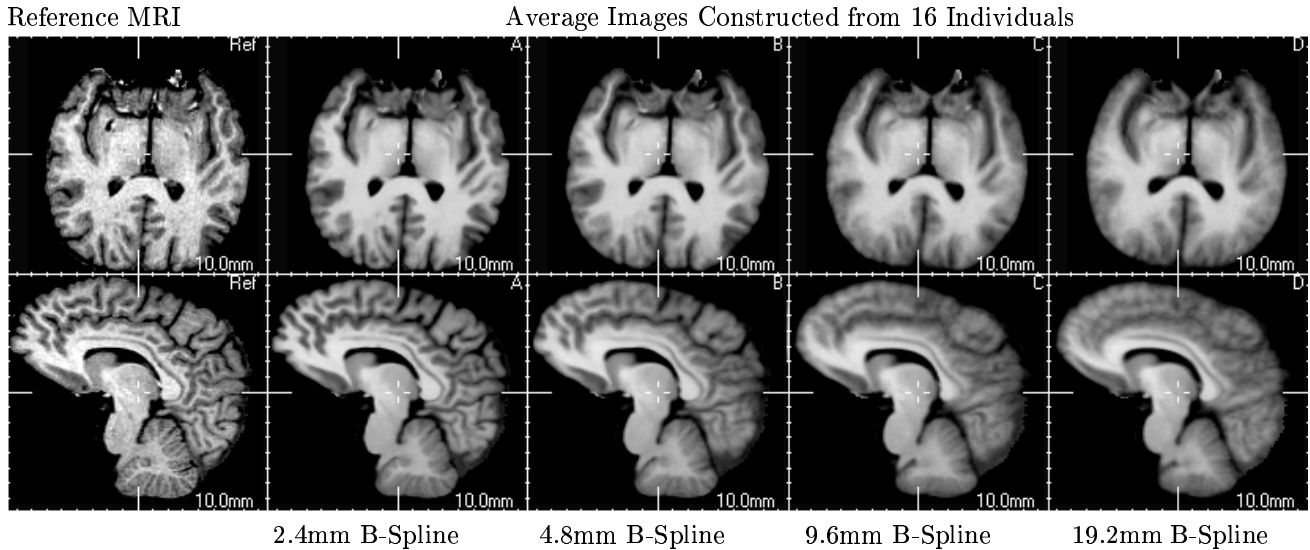 Reference MRI
Average Images Constructed from 16 Individuals
Ref
A
B
C
D
10.0mm
10.0mm
10.0mm
10.0mm
10.0mm
Ref
A
B
C
D
10.0mm
10.0mm
10.0mm
10.0mm
10.0mm
2.4mm B-Spline
4.8mm B-Spline
9.6mm B-Spline
19.2mm B-Spline